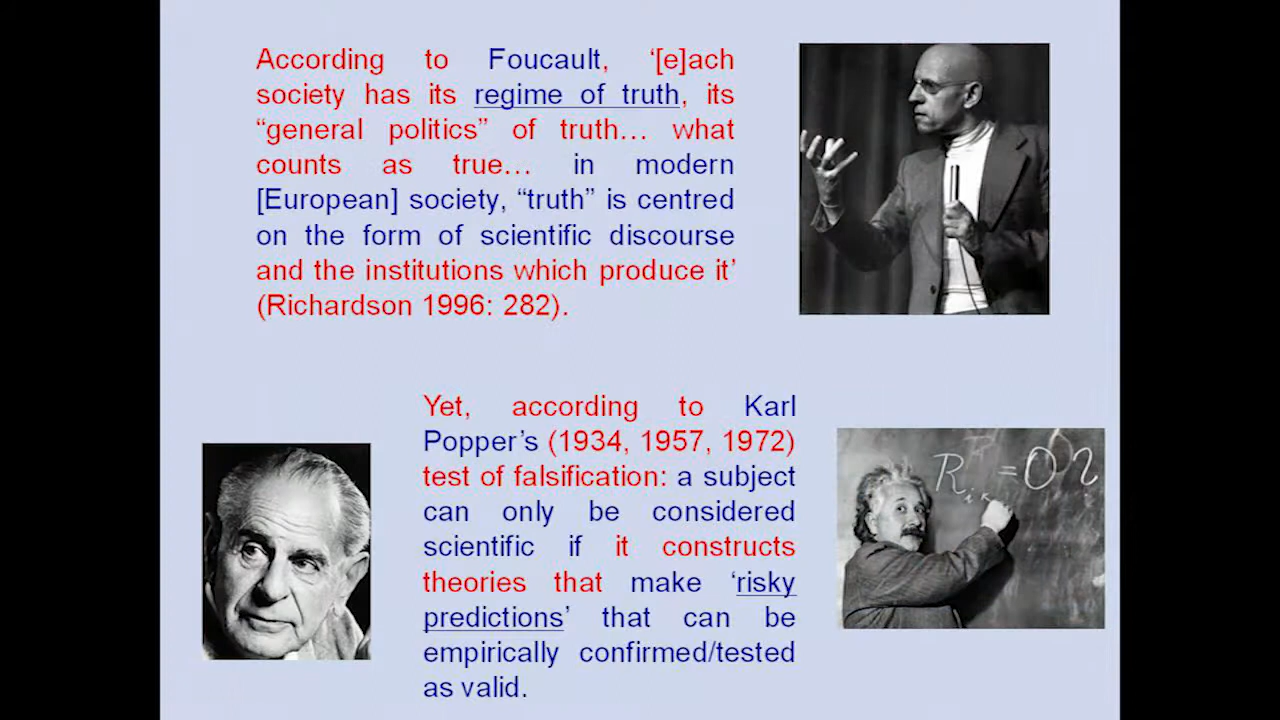 According to Foucault, ‘[e]ach
society has its regime of truth, its
“general politics” of truth… what
counts as true… in modern
[European] society, “truth” is centred
on the form of scientific discourse
and the institutions which produce it’
(Richardson 1996: 282).
Yet, according to Karl
Popper’s (1934, 1957, 1972)
test of falsification: a subject
can only be considered
scientific if it constructs
theories that make ‘risky
predictions’ that can be
empirically confirmed/tested
as valid.